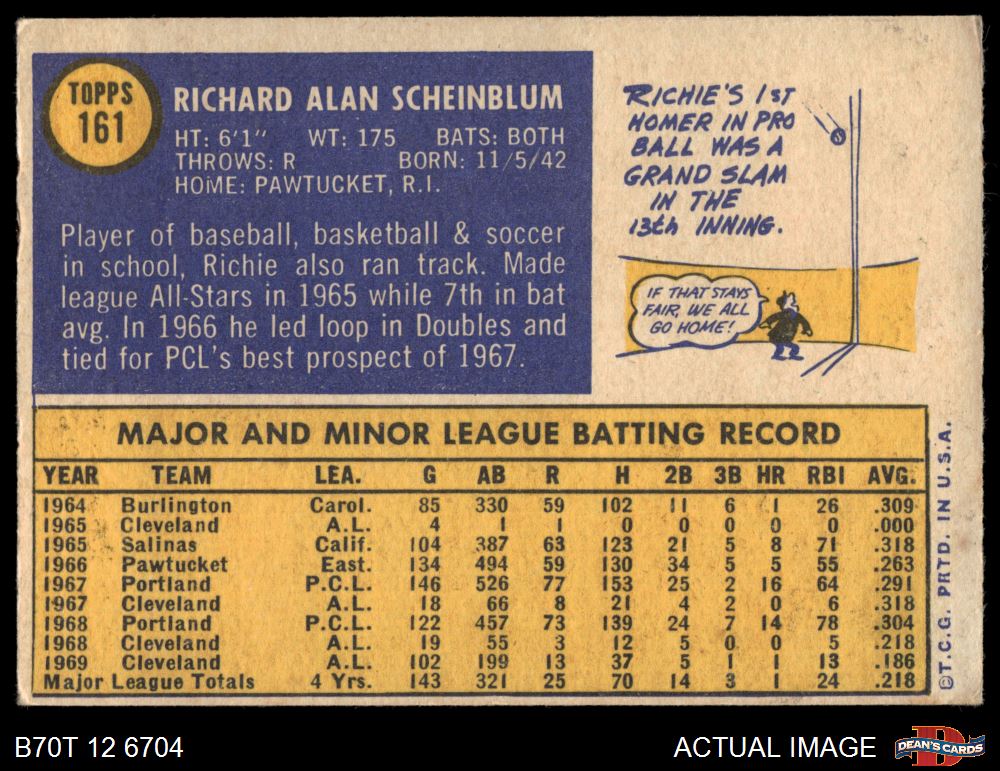 TOPPS
161
RICHARD ALAN SCHEINBLUM
HT: 6'1" WT: 175 BATS: BOTH
THROWS: R BORN: 11/5/42
HOME: PAWTUCKET, R.I.
Player of baseball, basketball & soccer
in school, Richie also ran track. Made
league All-Stars in 1965 while 7th in bat
avg. In 1966 he led loop in Doubles and
tied for PCL's best prospect of 1967.
RICHIE'S 1ST
HOMER IN PRO
BALL WAS A
GRAND SLAM
IN THE
13th INNING.
IF THAT STAYS
FAIR, WE ALL
GO HOME!
MAJOR AND MINOR LEAGUE BATTING RECORD
YEAR TEAM LEA. G AB R H 2B 3B HR RBI AVG.
1964 Burlington Carol. 85 330 59 102 11 6 1 26 .309
1965 Cleveland A.L. 4 1 1 0 0 0 0 0 .000
1965 Salinas Calif. 104 387 63 123 21 5 8 71 .318
1966 Pawtucket East. 134 494 59 130 34 5 5 55 .263
1967 Portland P.C.L. 146 526 77 153 25 2 16 64 .291
1967 Cleveland A.L. 18 66 8 21 4 2 0 6 .318
1968 Portland P.C.L. 122 457 73 139 24 7 14 78 .304
1968 Cleveland A.L. 19 55 3 12 5 0 0 5 .218
1969 Cleveland A.L. 102 199 13 37 5 1 1 13 .186
Major League Totals 4 Yrs. 143 321 25 70 14 3 1 24 .218
©T.C.G. PRTD. IN U.S.A.
B70T 12 6704
ACTUAL IMAGE
DEAN'S CARDS